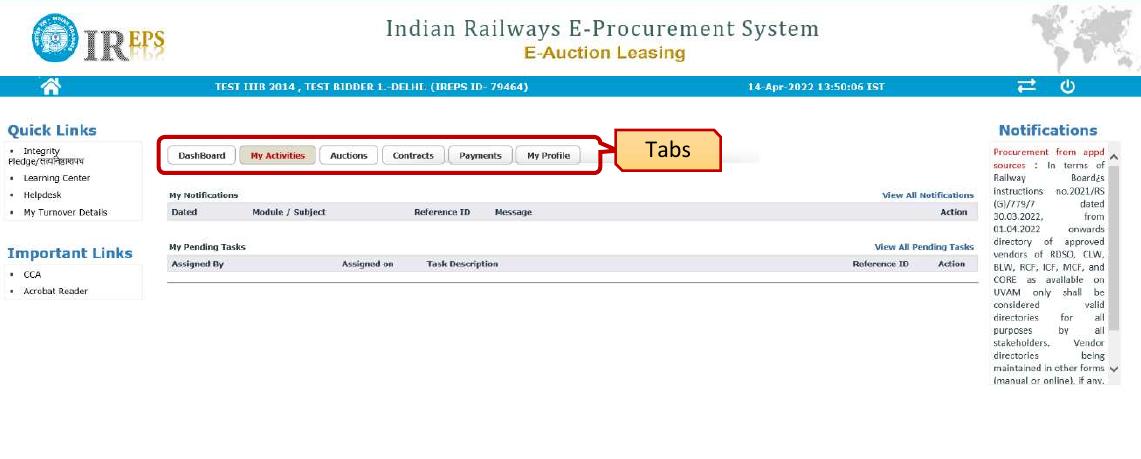 IREPS
Indian Railways E-Procurement System
E-Auction Leasing
TEST IIIB 2014 , TEST BIDDER 1.-DELHI. (IREPS ID- 79464)
14-Apr-2022 13:50:06 IST
Quick Links
Integrity
Pledge/सत्यनिष्ठाशपथ
Learning Center
Helpdesk
My Turnover Details
Important Links
CCA
Acrobat Reader
DashBoard
My Activities
Auctions
Contracts
Payments
My Profile
Tabs
My Notifications
View All Notifications
Dated Module / Subject Reference ID Message Action
My Pending Tasks
View All Pending Tasks
Assigned By Assigned on Task Description Reference ID Action
Notifications
Procurement from appd
sources : In terms of
Railway Board¿s
instructions no.2021/RS
(G)/779/7 dated
30.03.2022, from
01.04.2022 onwards
directory of approved
vendors of RDSO, CLW,
BLW, RCF, ICF, MCF, and
CORE as available on
UVAM only shall be
considered valid
directories for all
purposes by all
stakeholders. Vendor
directories being
maintained in other forms
(manual or online), if any,